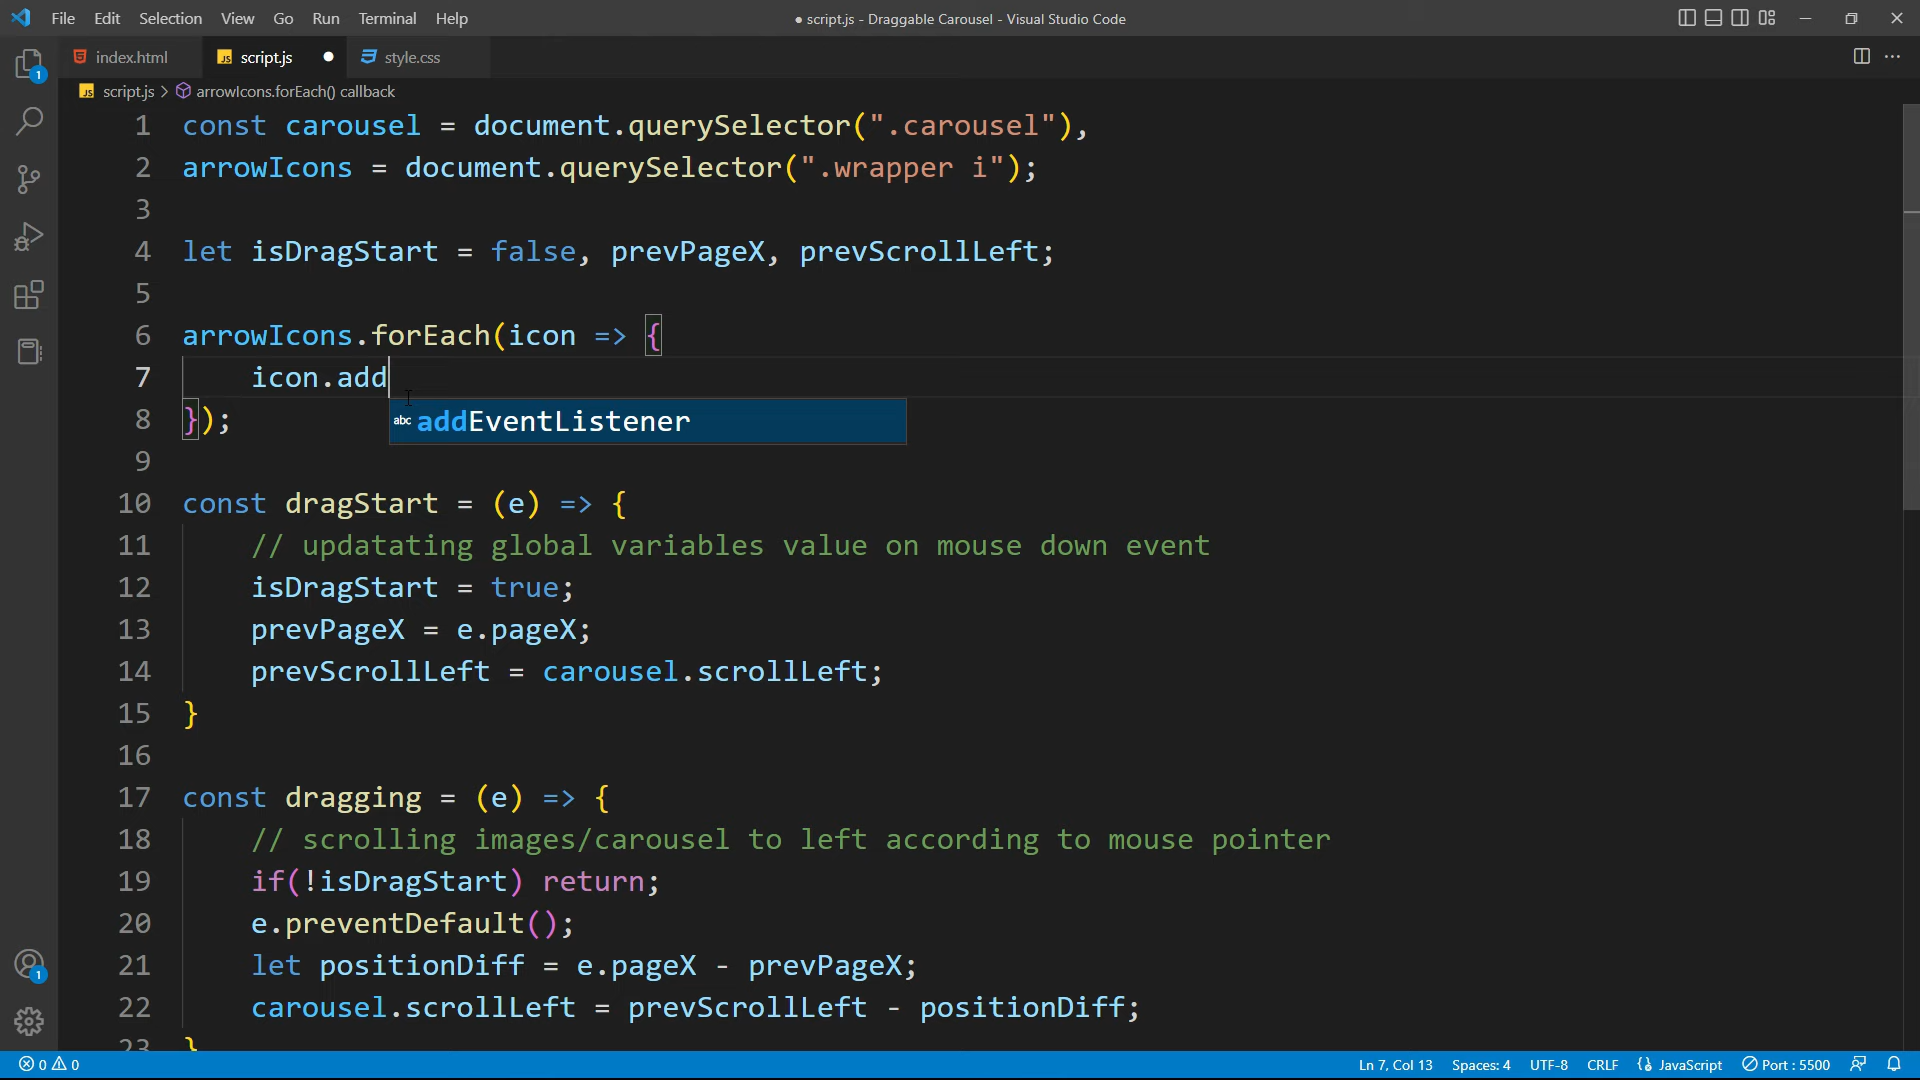 File Edit Selection View Go Run Terminal Help ● script.js - Draggable Carousel - Visual Studio Code
index.html JS script.js ● style.css
JS script.js > arrowIcons.forEach() callback
1 const carousel = document.querySelector(".carousel"),
2 arrowIcons = document.querySelector(".wrapper i");
3
4 let isDragStart = false, prevPageX, prevScrollLeft;
5
6 arrowIcons.forEach(icon => {
7 icon.add
abc addEventListener
8 });
9
10 const dragStart = (e) => {
11 // updatating global variables value on mouse down event
12 isDragStart = true;
13 prevPageX = e.pageX;
14 prevScrollLeft = carousel.scrollLeft;
15 }
16
17 const dragging = (e) => {
18 // scrolling images/carousel to left according to mouse pointer
19 if(!isDragStart) return;
20 e.preventDefault();
21 let positionDiff = e.pageX - prevPageX;
22 carousel.scrollLeft = prevScrollLeft - positionDiff;
23 }
1
1
0 0 Ln 7, Col 13 Spaces: 4 UTF-8 CRLF JavaScript Port : 5500